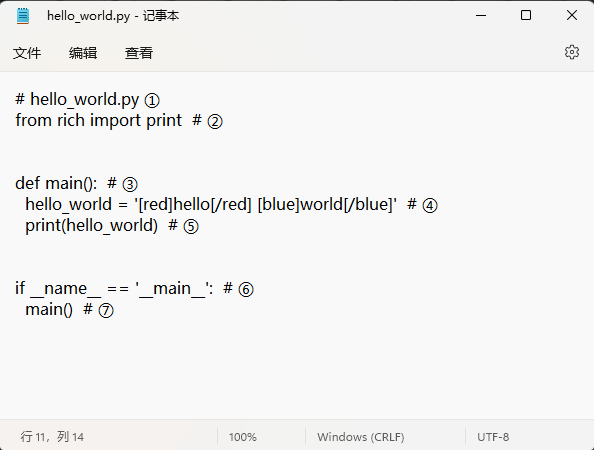 hello_world.py - 记事本
文件 编辑 查看
# hello_world.py ①
from rich import print  # ②
def main():  # ③
  hello_world = '[red]hello[/red] [blue]world[/blue]'  # ④
  print(hello_world)  # ⑤
if __name__ == '__main__':  # ⑥
  main()  # ⑦
行 11，列 14 100% Windows (CRLF) UTF-8